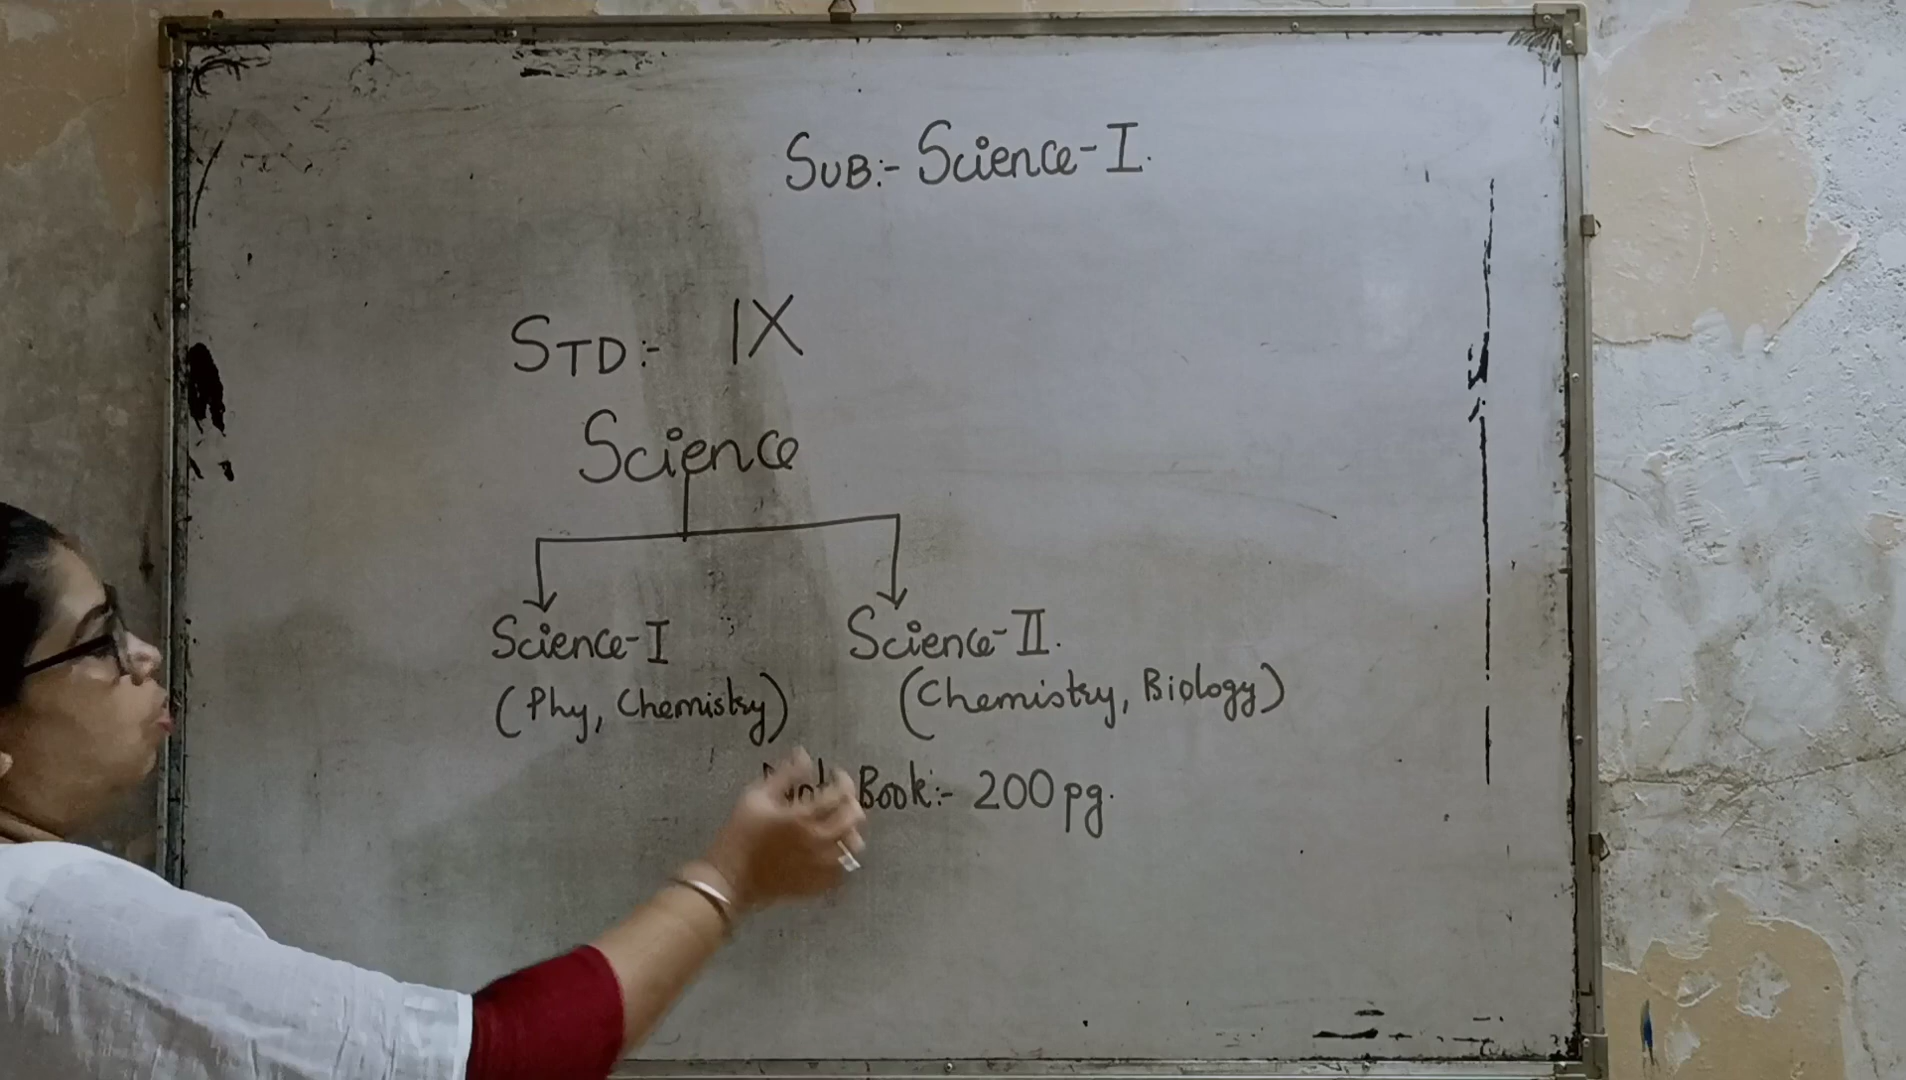 SUB:- Science-I.
STD:- IX
Science
Science-I
(Phy, Chemistry)
Science-II.
(Chemistry, Biology)
Book:- 200 pg.